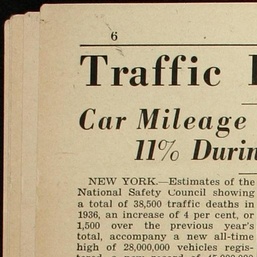 6
Traffic
Car Mileage
11% Durin
NEW YORK.—Estimates of the
National Safety Council showing
a total of 38,500 traffic deaths in
1936, an increase of 4 per cent, or
1,500 over the previous year's
total, accompany a new all-time
high of 28,000,000 vehicles regis-